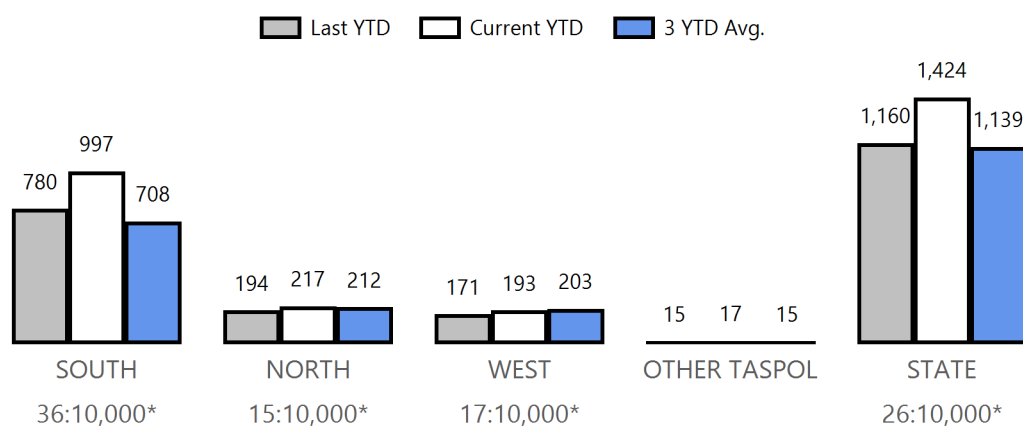 Last YTD Current YTD 3 YTD Avg.
1,424
1,160 1,139
997
780 708
194 217 212
171 193 203
15 17 15
SOUTH NORTH WEST OTHER TASPOL STATE
36:10,000* 15:10,000* 17:10,000* 26:10,000*